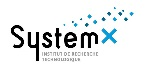 SystemX
INSTITUT DE RECHERCHE
TECHNOLOGIQUE